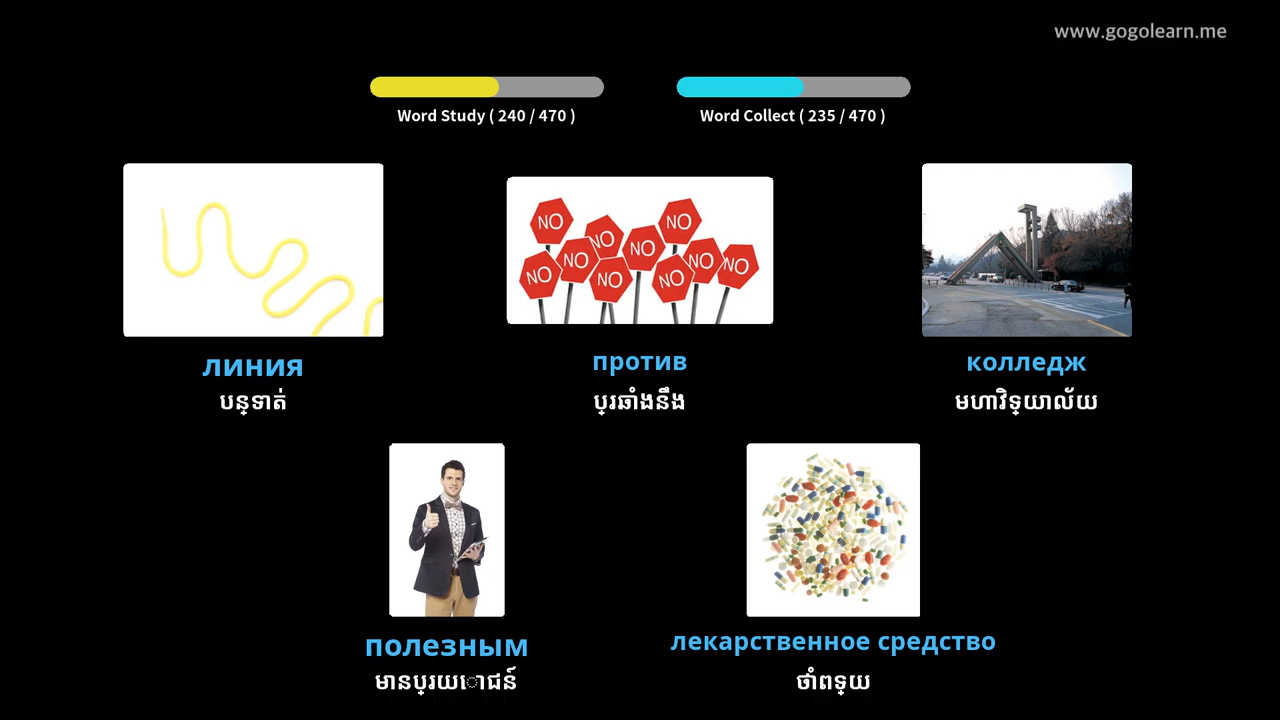 www.gogolearn.me
Word Study ( 240 / 470 )
Word Collect ( 235 / 470 )
NO
NO
NO
NO
NO
NO
NO
NO
NO
NO
линия
против
колледж
បន្ទាត់
ប្រឆាំងនឹង
មហាវិទ្យាល័យ
полезным
лекарственное средство
មានប្រយោជន៍
ថាំពទ្យ